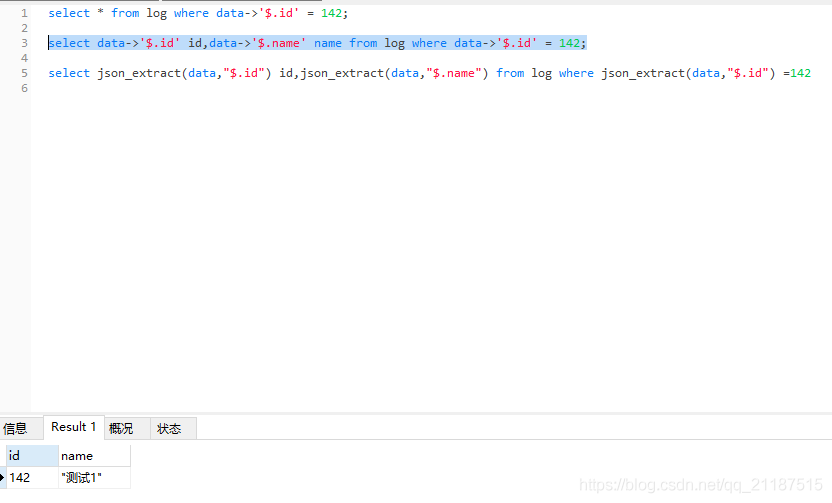 1 select * from log where data->'$.id' = 142;
2
3 select data->'$.id' id,data->'$.name' name from log where data->'$.id' = 142;
4
5 select json_extract(data,"$.id") id,json_extract(data,"$.name") from log where json_extract(data,"$.id") =142
6
信息 Result 1 概况 状态
id name
142 "测试1"
https://blog.csdn.net/qq_21187515